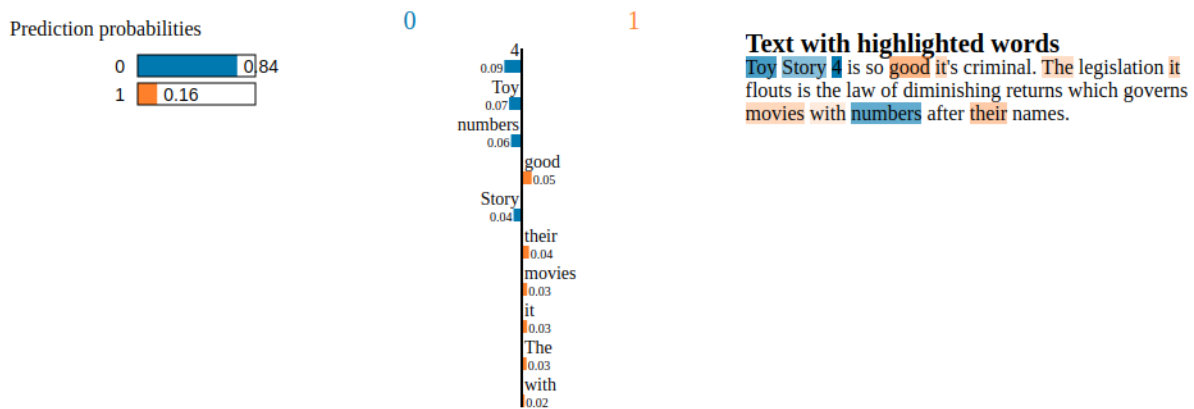 Prediction probabilities
0 0.84
1 0.16
0 1
4
0.09
Toy
0.07
numbers
0.06
good
0.05
Story
0.04
their
0.04
movies
0.03
it
0.03
The
0.03
with
0.02
Text with highlighted words
Toy Story 4 is so good it's criminal. The legislation it
flouts is the law of diminishing returns which governs
movies with numbers after their names.